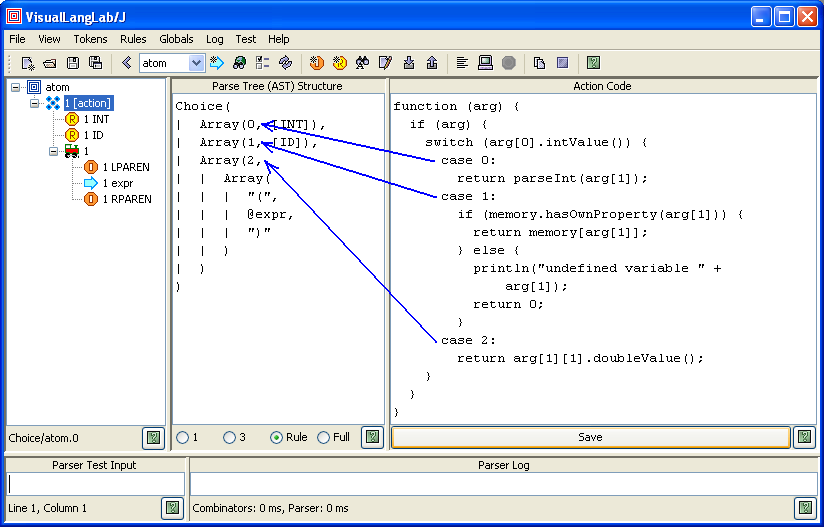 VisualLangLab/J
File View Tokens Rules Globals Log Test Help
atom
atom
1 [action]
R 1 INT
R 1 ID
1
1 LPAREN
1 expr
1 RPAREN
Choice/atom.0
Parse Tree (AST) Structure
Choice(
| Array(0, [INT]),
| Array(1, [ID]),
| Array(2,
| | Array(
| | | "(",
| | | @expr,
| | | ")"
| | )
| )
)
1 3 Rule Full
Action Code
function (arg) {
if (arg) {
switch (arg[0].intValue()) {
case 0:
return parseInt(arg[1]);
case 1:
if (memory.hasOwnProperty(arg[1])) {
return memory[arg[1]];
} else {
println("undefined variable " +
arg[1]);
return 0;
}
case 2:
return arg[1][1].doubleValue();
}
}
}
Save
Parser Test Input
Line 1, Column 1
Parser Log
Combinators: 0 ms, Parser: 0 ms